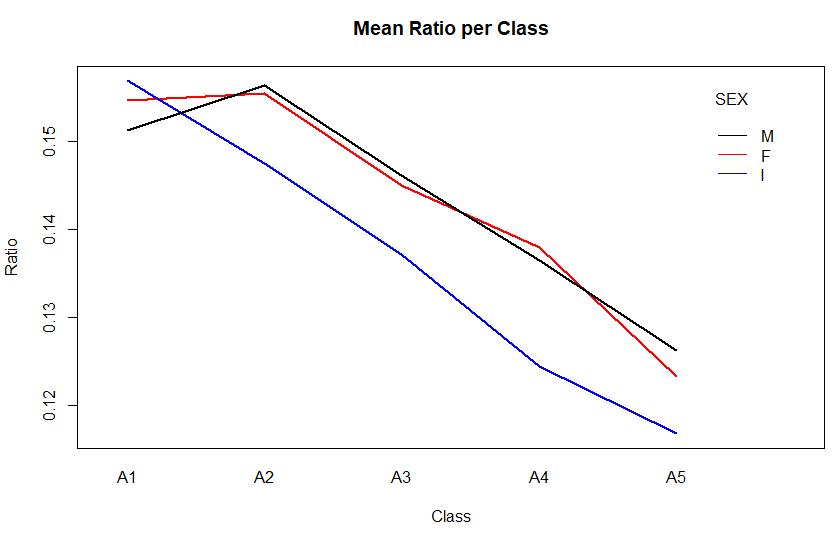 Mean Ratio per Class
SEX
M
F
I
0.15
0.14
0.13
0.12
Ratio
A1 A2 A3 A4 A5
Class